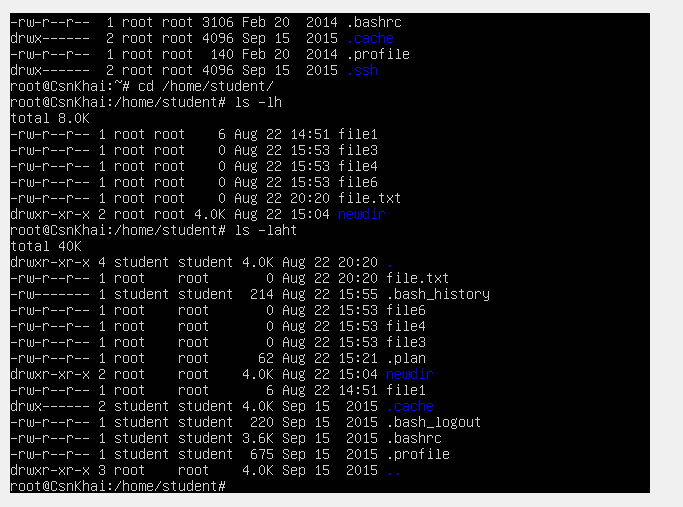 -rw-r--r--  1 root root 3106 Feb 20  2014 .bashrc
drwx------  2 root root 4096 Sep 15  2015 .cache
-rw-r--r--  1 root root  140 Feb 20  2014 .profile
drwx------  2 root root 4096 Sep 15  2015 .ssh
root@CsnKhai:~# cd /home/student/
root@CsnKhai:/home/student# ls -lh
total 8.0K
-rw-r--r-- 1 root root    6 Aug 22 14:51 file1
-rw-r--r-- 1 root root    0 Aug 22 15:53 file3
-rw-r--r-- 1 root root    0 Aug 22 15:53 file4
-rw-r--r-- 1 root root    0 Aug 22 15:53 file6
-rw-r--r-- 1 root root    0 Aug 22 20:20 file.txt
drwxr-xr-x 2 root root 4.0K Aug 22 15:04 newdir
root@CsnKhai:/home/student# ls -laht
total 40K
drwxr-xr-x 4 student student 4.0K Aug 22 20:20 .
-rw-r--r-- 1 root    root       0 Aug 22 20:20 file.txt
-rw------- 1 student student  214 Aug 22 15:55 .bash_history
-rw-r--r-- 1 root    root       0 Aug 22 15:53 file6
-rw-r--r-- 1 root    root       0 Aug 22 15:53 file4
-rw-r--r-- 1 root    root       0 Aug 22 15:53 file3
-rw-r--r-- 1 root    root      62 Aug 22 15:21 .plan
drwxr-xr-x 2 root    root    4.0K Aug 22 15:04 newdir
-rw-r--r-- 1 root    root       6 Aug 22 14:51 file1
drwx------ 2 student student 4.0K Sep 15  2015 .cache
-rw-r--r-- 1 student student  220 Sep 15  2015 .bash_logout
-rw-r--r-- 1 student student 3.6K Sep 15  2015 .bashrc
-rw-r--r-- 1 student student  675 Sep 15  2015 .profile
drwxr-xr-x 3 root    root    4.0K Sep 15  2015 ..
root@CsnKhai:/home/student#